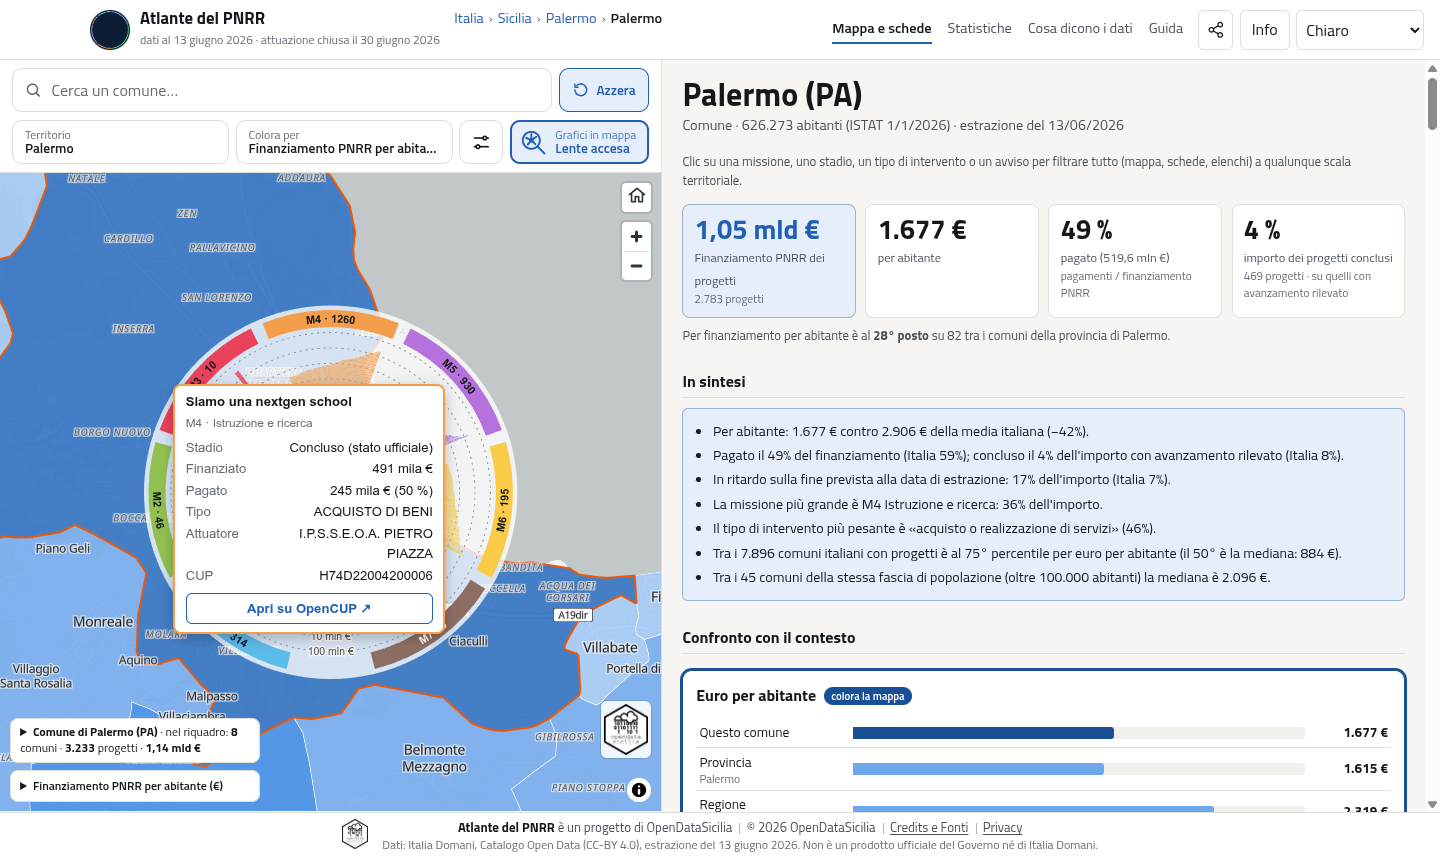 Atlante del PNRR
dati al 13 giugno 2026 · attuazione chiusa il 30 giugno 2026
Italia › Sicilia › Palermo › Palermo
Mappa e schede
Statistiche
Cosa dicono i dati
Guida
Info
Chiaro
Cerca un comune...
Azzera
Territorio
Palermo
Colora per
Finanziamento PNRR per abita...
Grafici in mappa
Lente accesa
NATALE
ADDAURA
ZEN
CARDILLO
PALLAVICINO
SAN LORENZO
INSERRA
BORGO NUOVO
M4 · 1260
M5 · 930
M6 · 195
M2 · 46
314
Siamo una nextgen school
M4 · Istruzione e ricerca
Stadio Concluso (stato ufficiale)
Finanziato 491 mila €
Pagato 245 mila € (50 %)
Tipo ACQUISTO DI BENI
Attuatore I.P.S.S.E.O.A. PIETRO
PIAZZA
CUP H74D22004200006
Apri su OpenCUP ↗
10 mln €
100 mln €
Piano Geli
Monreale
Aquino
Villaggio
Santa Rosalia
Malpasso
Villaciambra
Ciaculli
ACQUA DEI
CORSARI
A19dir
Villabate
Portella di
GIBILROSSA
Belmonte
Mezzagno
PIANO STOPPA
▶ Comune di Palermo (PA) · nel riquadro: 8
comuni · 3.233 progetti · 1,14 mld €
▶ Finanziamento PNRR per abitante (€)
Palermo (PA)
Comune · 626.273 abitanti (ISTAT 1/1/2026) · estrazione del 13/06/2026
Clic su una missione, uno stadio, un tipo di intervento o un avviso per filtrare tutto (mappa, schede, elenchi) a qualunque scala
territoriale.
1,05 mld €
Finanziamento PNRR dei
progetti
2.783 progetti
1.677 €
per abitante
49 %
pagato (519,6 mln €)
pagamenti / finanziamento
PNRR
4 %
importo dei progetti conclusi
469 progetti · su quelli con
avanzamento rilevato
Per finanziamento per abitante è al 28° posto su 82 tra i comuni della provincia di Palermo.
In sintesi
• Per abitante: 1.677 € contro 2.906 € della media italiana (−42%).
• Pagato il 49% del finanziamento (Italia 59%); concluso il 4% dell'importo con avanzamento rilevato (Italia 8%).
• In ritardo sulla fine prevista alla data di estrazione: 17% dell'importo (Italia 7%).
• La missione più grande è M4 Istruzione e ricerca: 36% dell'importo.
• Il tipo di intervento più pesante è «acquisto o realizzazione di servizi» (46%).
• Tra i 7.896 comuni italiani con progetti è al 75° percentile per euro per abitante (il 50° è la mediana: 884 €).
• Tra i 45 comuni della stessa fascia di popolazione (oltre 100.000 abitanti) la mediana è 2.096 €.
Confronto con il contesto
Euro per abitante colora la mappa
Questo comune 1.677 €
Provincia 1.615 €
Palermo
Regione 2.319 €
Atlante del PNRR è un progetto di OpenDataSicilia | © 2026 OpenDataSicilia | Credits e Fonti | Privacy
Dati: Italia Domani, Catalogo Open Data (CC-BY 4.0), estrazione del 13 giugno 2026. Non è un prodotto ufficiale del Governo né di Italia Domani.